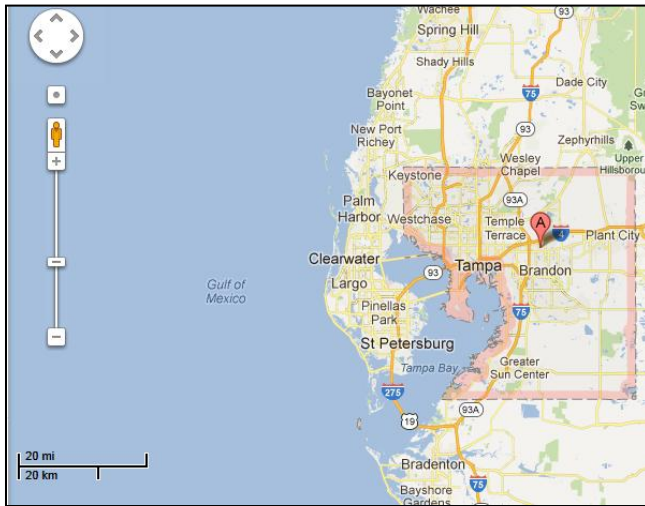 Wachee
93
Spring Hill
Shady Hills
Dade City
75
Bayonet
Point
New Port
Richey
93
Zephyrhills
Wesley
Chapel
Upper
Hillsborou
Keystone
93A
Palm
Harbor
Westchase
Temple
Terrace
A
4
Plant City
Clearwater
93
Tampa
Brandon
Largo
Gulf of
Mexico
Pinellas
Park
75
St Petersburg
Tampa Bay
Greater
Sun Center
275
19
93A
20 mi
20 km
Bradenton
75
Bayshore
Gardens